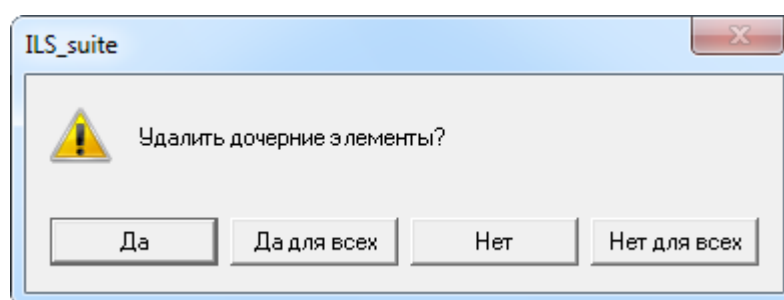 ILS_suite
Удалить дочерние элементы?
Да Да для всех Нет Нет для всех